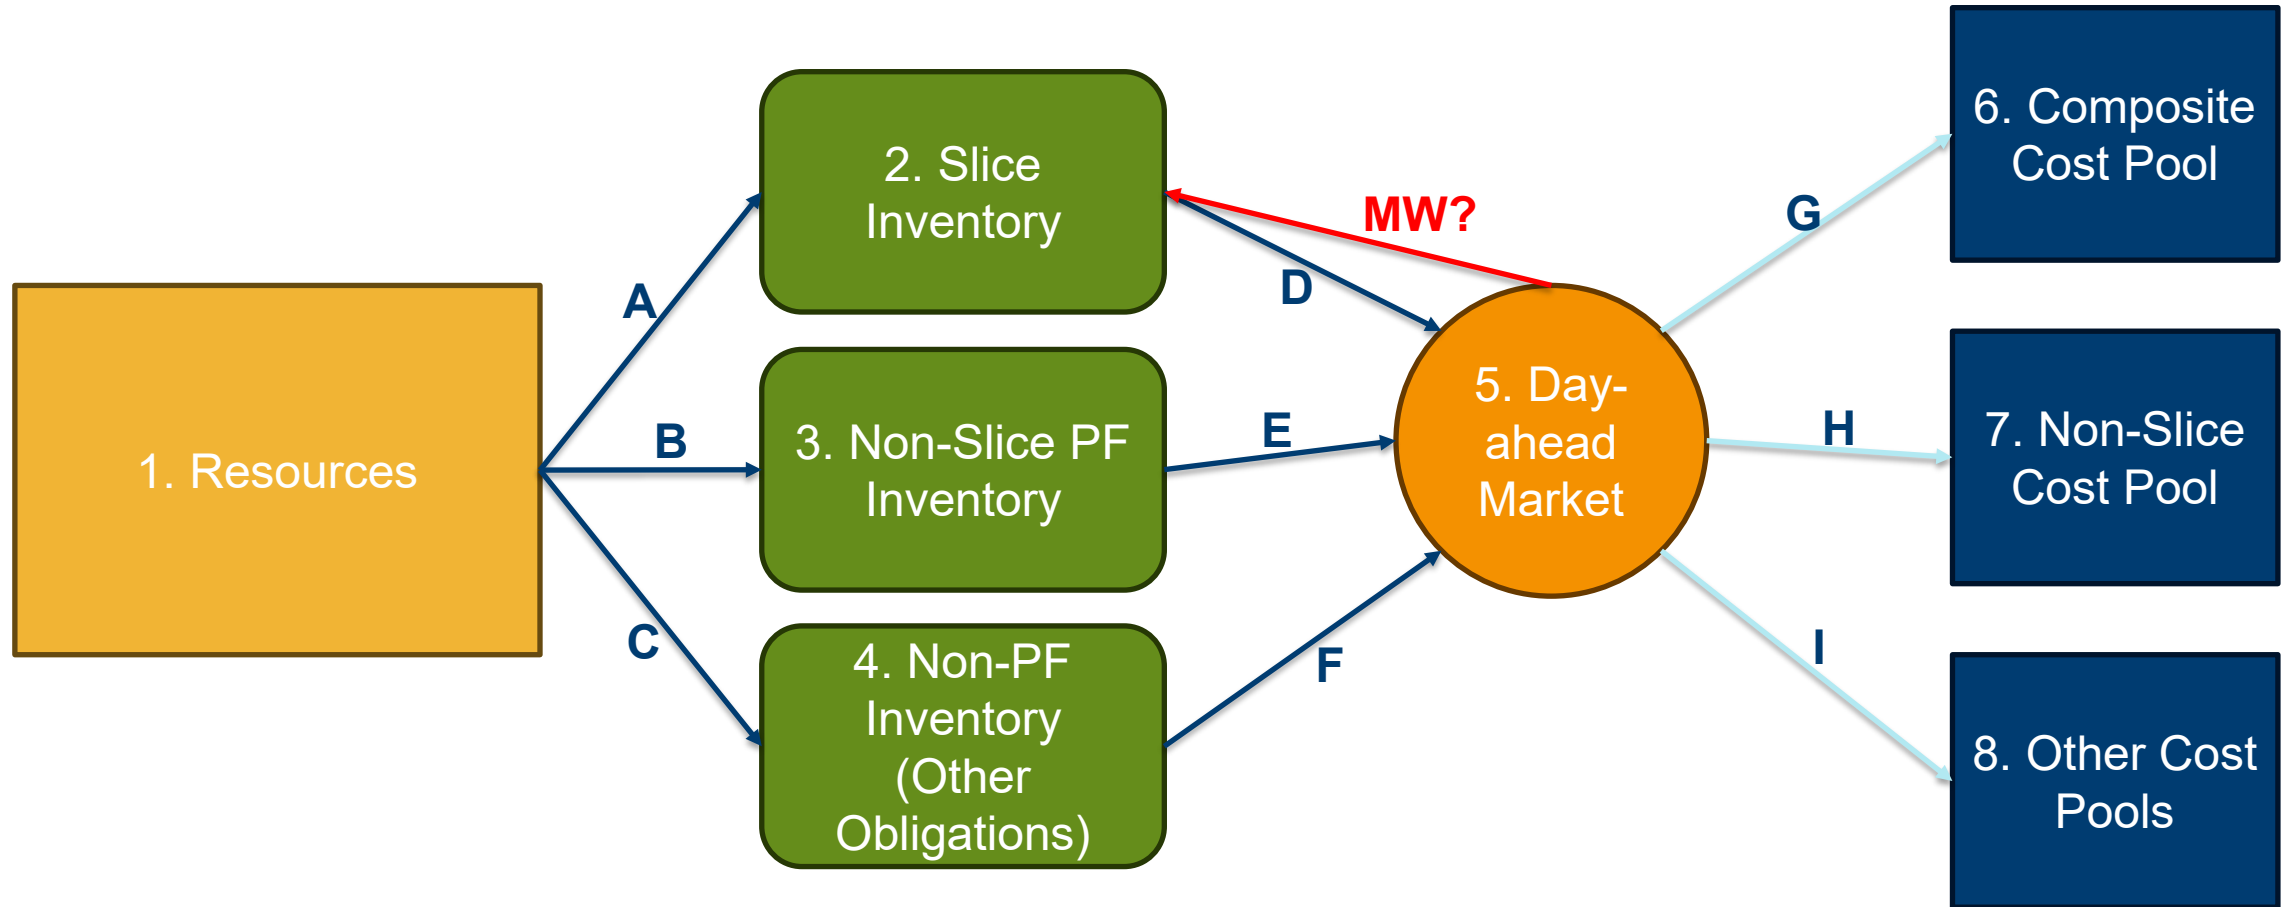 1. Resources
A
B
C
2. Slice
Inventory
3. Non-Slice PF
Inventory
4. Non-PF
Inventory
(Other
Obligations)
MW?
D
E
F
5. Day-
ahead
Market
G
H
I
6. Composite
Cost Pool
7. Non-Slice
Cost Pool
8. Other Cost
Pools